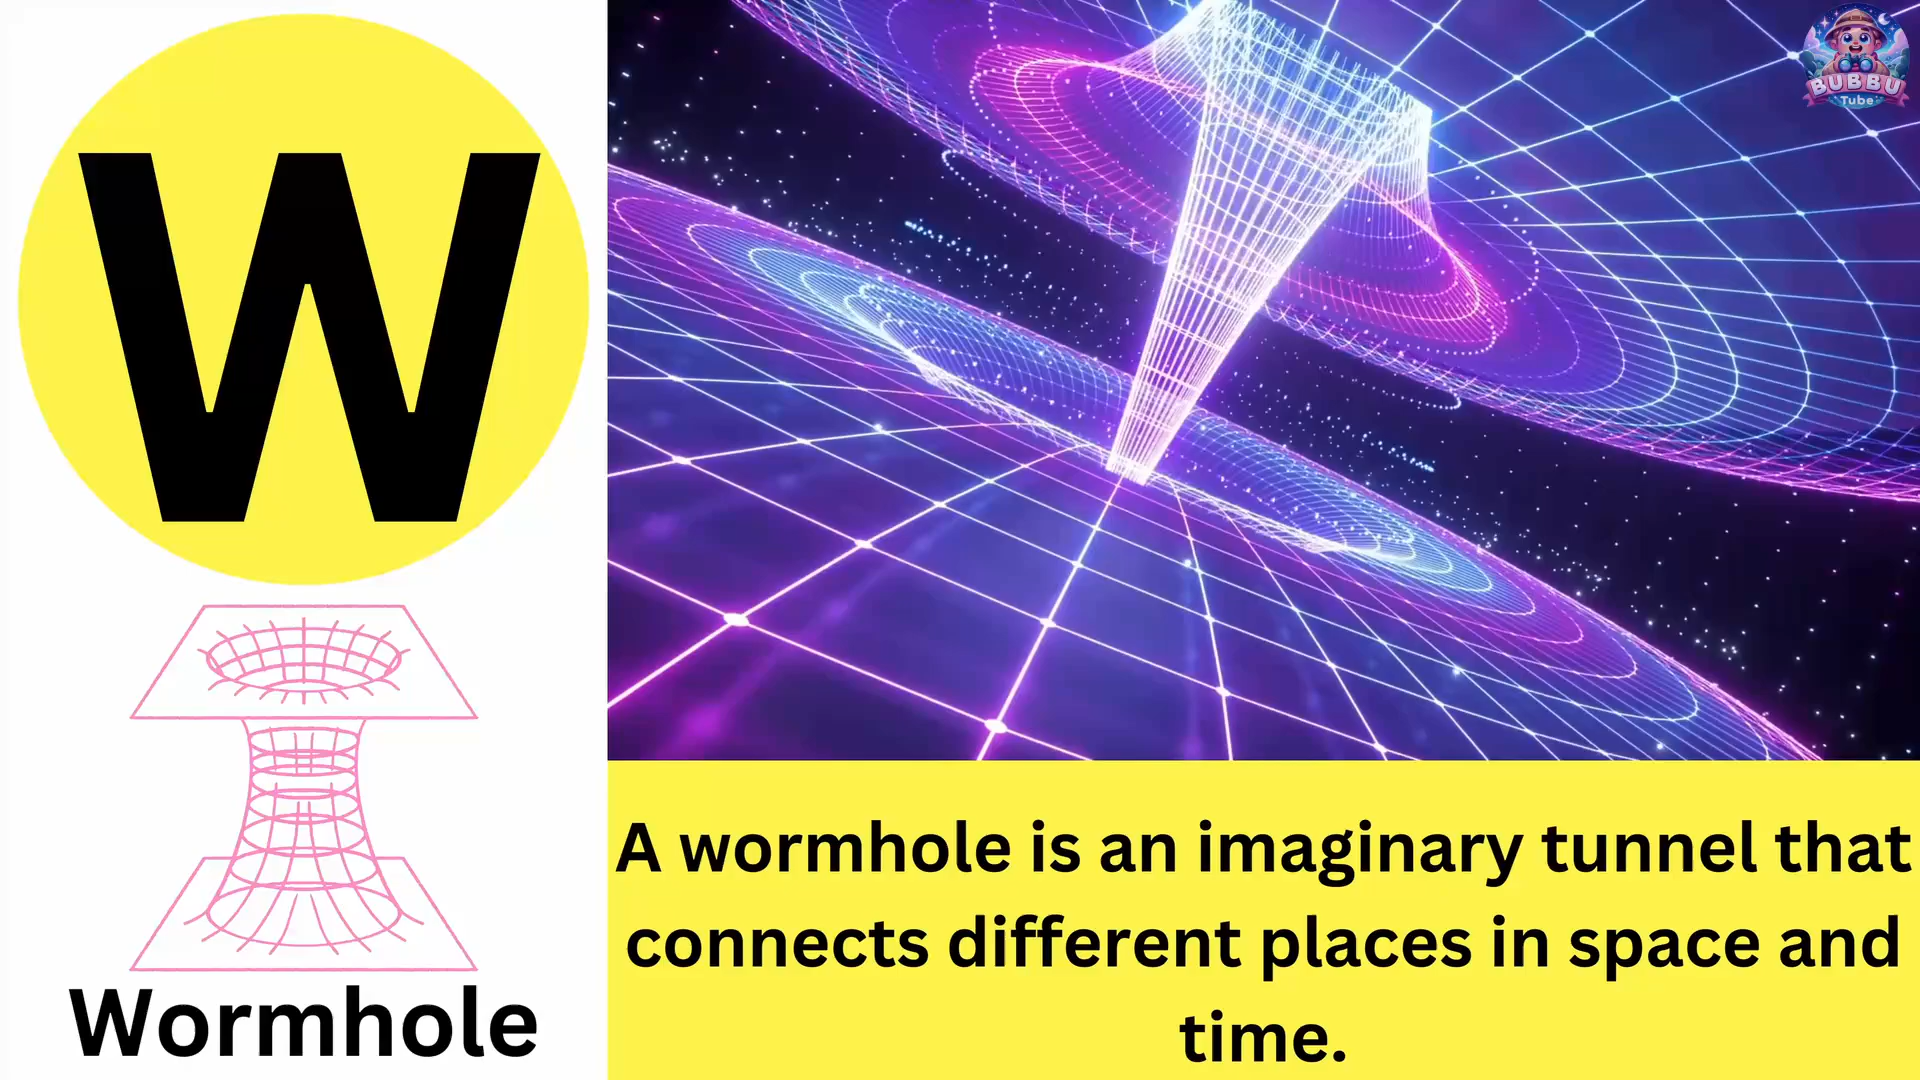 W
Wormhole
BUBBU
Tube
A wormhole is an imaginary tunnel that
connects different places in space and
time.